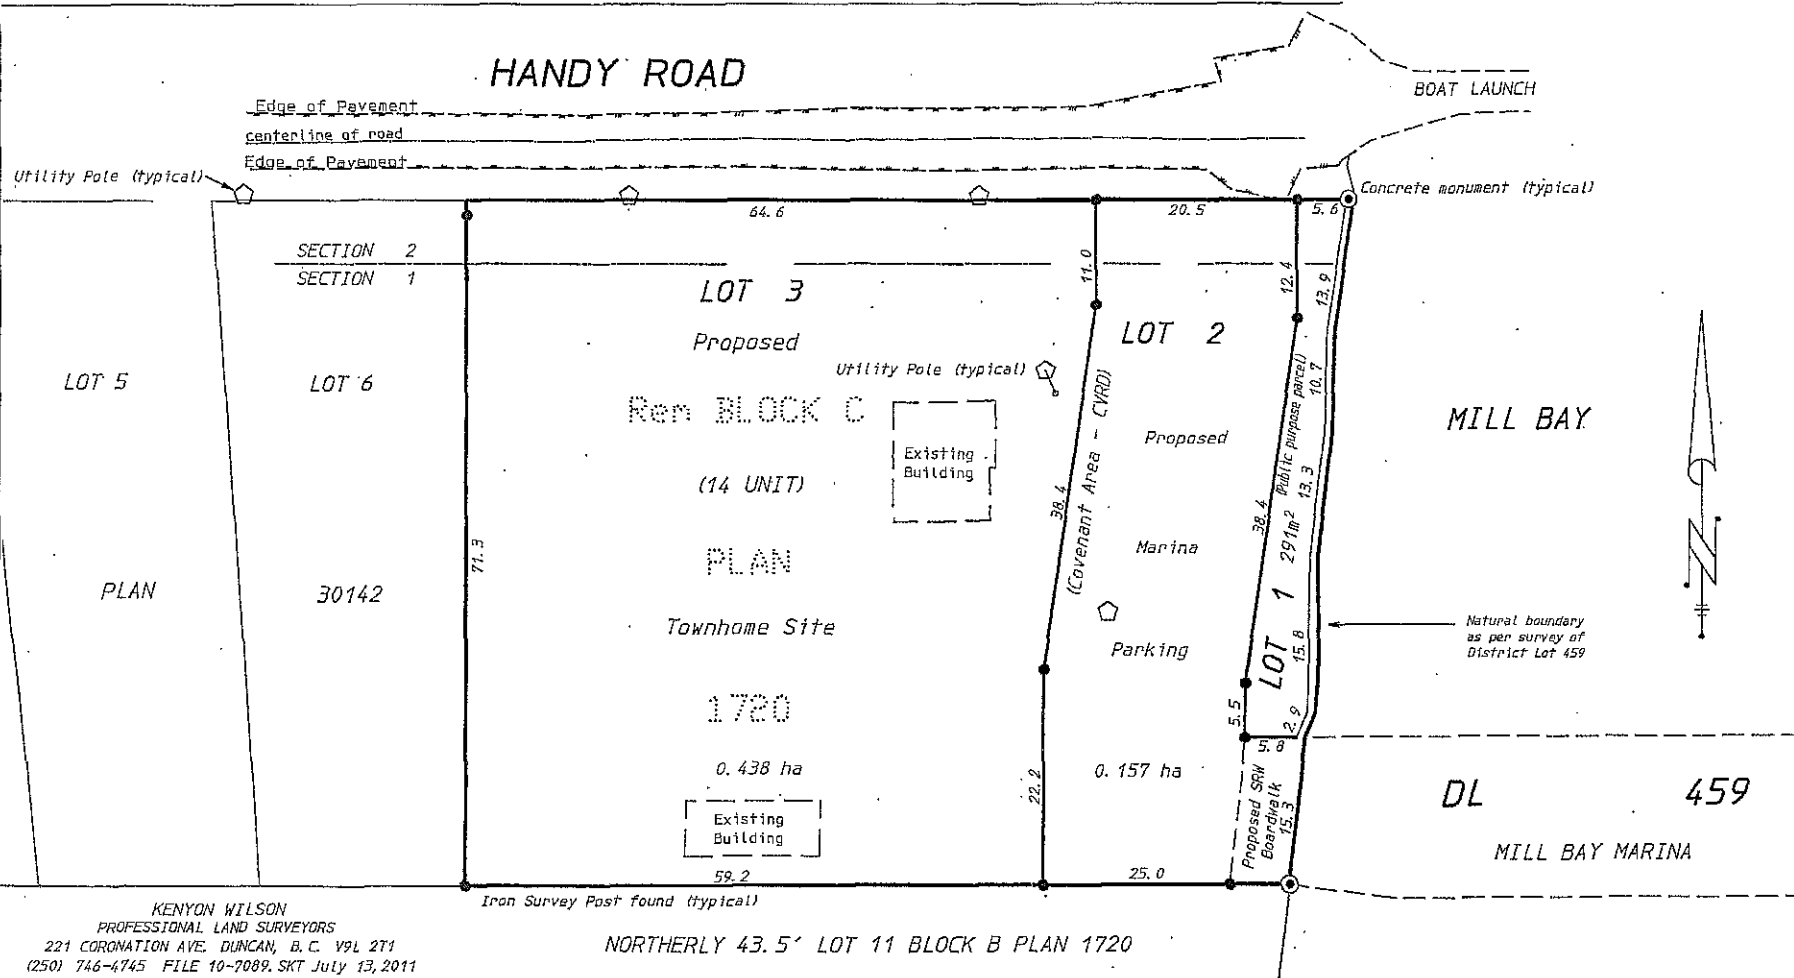 HANDY ROAD
BOAT LAUNCH
Edge of Pavement
centerline of road
Edge of Pavement
Utility Pole (typical)
Concrete monument (typical)
64.6
20.5
5.6
SECTION 2
SECTION 1
11.0
12.4
13.9
LOT 3
LOT 2
Proposed
Utility Pole (typical)
LOT 5
LOT 6
(Public purpose parcel)
10.7
Rem BLOCK C
(Covenant Area - CVRD)
MILL BAY
Existing
Building
Proposed
(14 UNIT)
38.4
38.4
13.3
291m²
71.3
PLAN
Marina
PLAN
30142
LOT 1
Townhome Site
Parking
15.8
Natural boundary
as per survey of
District Lot 459
1720
5.5
2.9
5.8
0.438 ha
22.2
0.157 ha
Proposed SRW
Boardwalk
15.3
DL 459
Existing
Building
MILL BAY MARINA
59.2
25.0
Iron Survey Post found (typical)
KENYON WILSON
PROFESSIONAL LAND SURVEYORS
221 CORONATION AVE. DUNCAN, B.C. V9L 2T1
(250) 746-4745 FILE 10-7089.SKT July 13, 2011
NORTHERLY 43.5' LOT 11 BLOCK B PLAN 1720
N